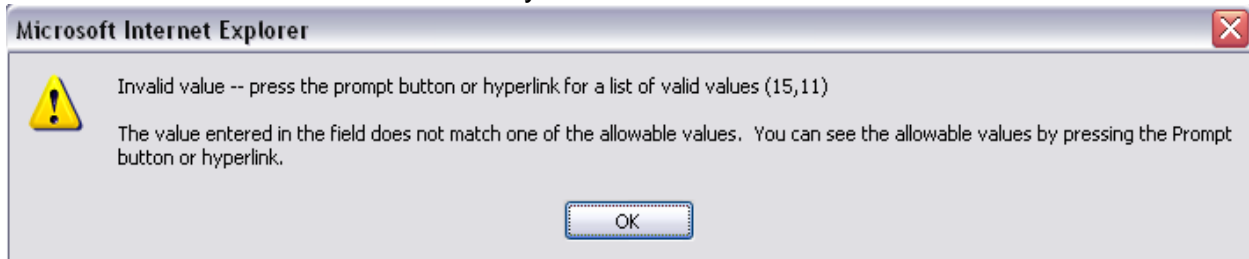 Microsoft Internet Explorer
Invalid value -- press the prompt button or hyperlink for a list of valid values (15,11)
The value entered in the field does not match one of the allowable values.  You can see the allowable values by pressing the Prompt
button or hyperlink.
OK